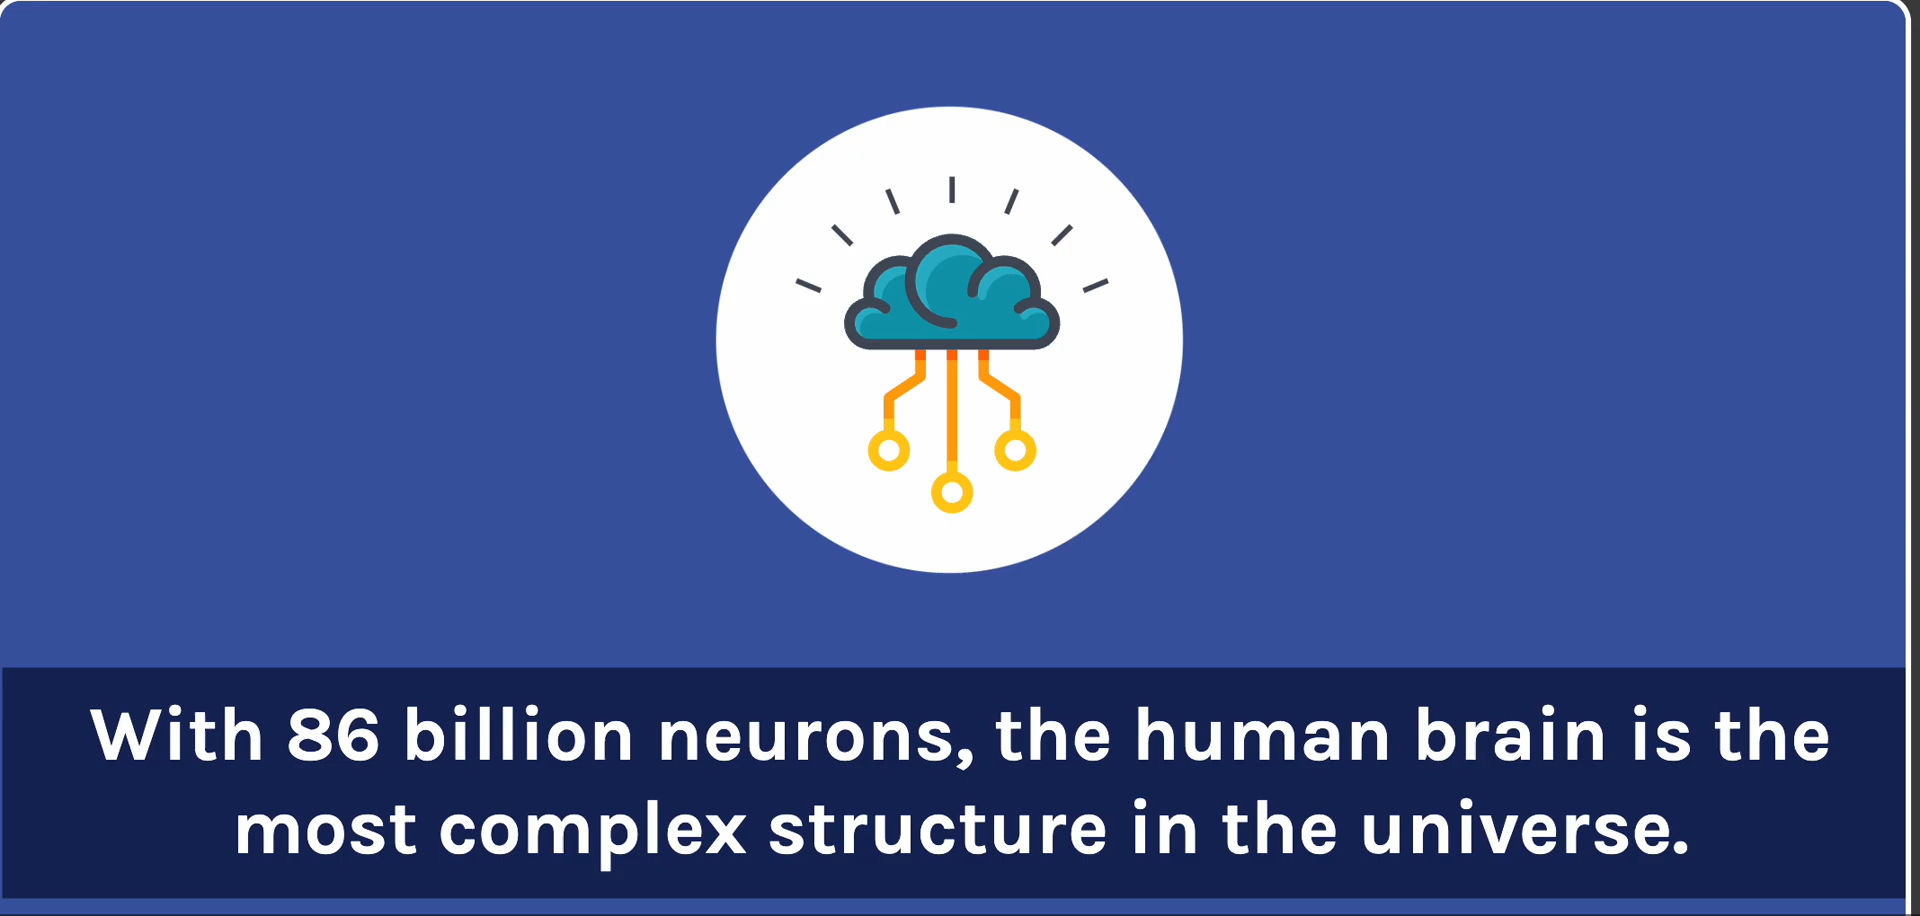 With 86 billion neurons, the human brain is the
most complex structure in the universe.